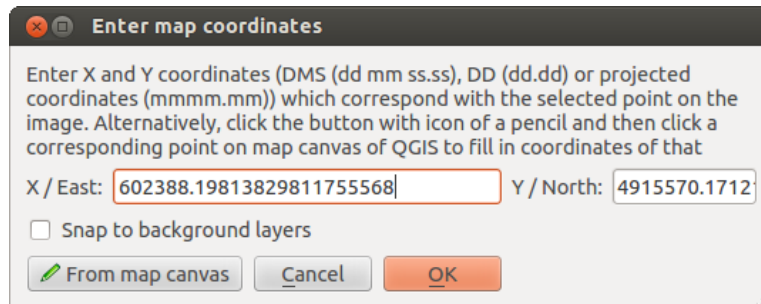 Enter map coordinates
Enter X and Y coordinates (DMS (dd mm ss.ss), DD (dd.dd) or projected
coordinates (mmmm.mm)) which correspond with the selected point on the
image. Alternatively, click the button with icon of a pencil and then click a
corresponding point on map canvas of QGIS to fill in coordinates of that
X / East: 602388.19813829811755568 Y / North: 4915570.1712
Snap to background layers
From map canvas Cancel OK